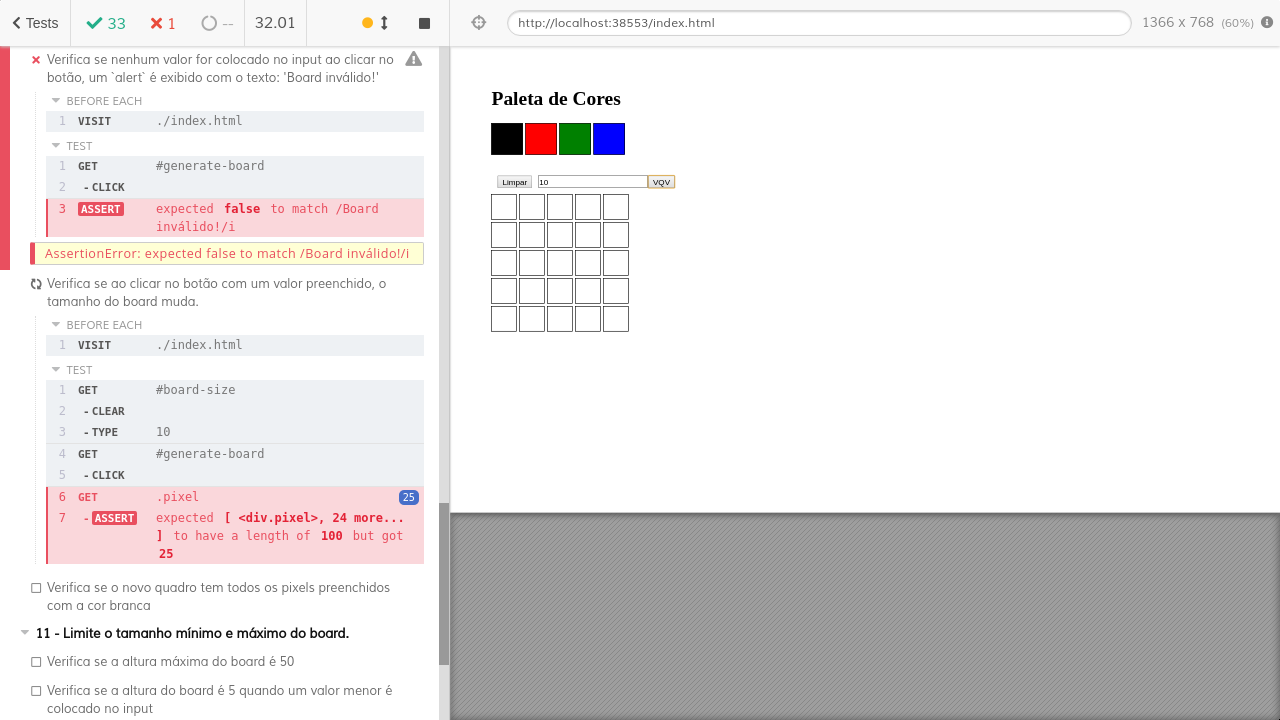 Tests
33
1
--
32.01
http://localhost:38553/index.html
1366 x 768 (60%)
Verifica se nenhum valor for colocado no input ao clicar no
botão, um `alert` é exibido com o texto: 'Board inválido!'
BEFORE EACH
1 VISIT ./index.html
TEST
1 GET #generate-board
2 - CLICK
3 ASSERT expected false to match /Board
inválido!/i
AssertionError: expected false to match /Board inválido!/i
Verifica se ao clicar no botão com um valor preenchido, o
tamanho do board muda.
BEFORE EACH
1 VISIT ./index.html
TEST
1 GET #board-size
2 - CLEAR
3 - TYPE 10
4 GET #generate-board
5 - CLICK
6 GET .pixel 25
7 - ASSERT expected [ <div.pixel>, 24 more...
] to have a length of 100 but got
25
Verifica se o novo quadro tem todos os pixels preenchidos
com a cor branca
11 - Limite o tamanho mínimo e máximo do board.
Verifica se a altura máxima do board é 50
Verifica se a altura do board é 5 quando um valor menor é
colocado no input
Paleta de Cores
Limpar 10 VQV